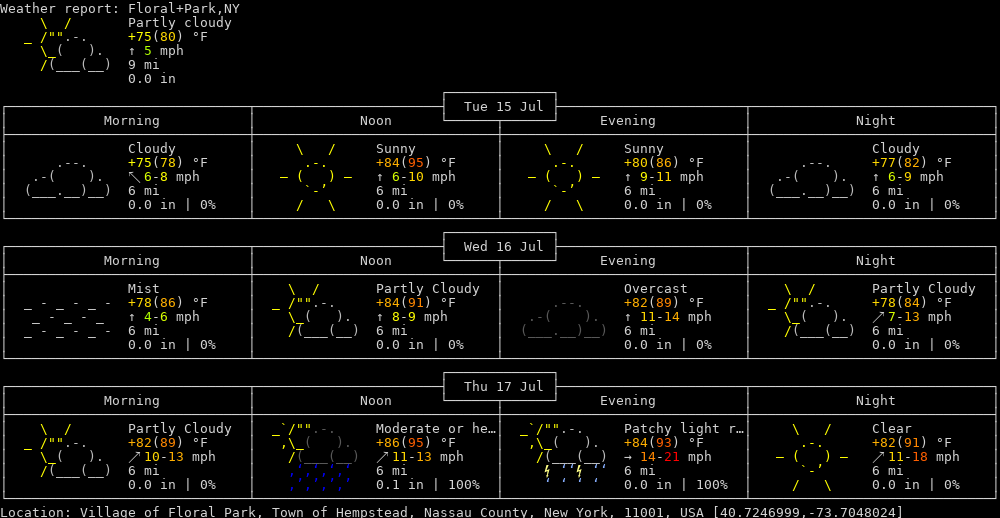 Weather report: Floral+Park,NY
Partly cloudy
+75(80) °F
↑ 5 mph
9 mi
0.0 in
Tue 15 Jul
Morning Noon Evening Night
Cloudy Sunny Sunny Cloudy
+75(78) °F +84(95) °F +80(86) °F +77(82) °F
↖ 6-8 mph ↑ 6-10 mph ↑ 9-11 mph ↑ 6-9 mph
6 mi 6 mi 6 mi 6 mi
0.0 in | 0% 0.0 in | 0% 0.0 in | 0% 0.0 in | 0%
Wed 16 Jul
Morning Noon Evening Night
Mist Partly Cloudy Overcast Partly Cloudy
+78(86) °F +84(91) °F +82(89) °F +78(84) °F
↑ 4-6 mph ↑ 8-9 mph ↑ 11-14 mph ↗ 7-13 mph
6 mi 6 mi 6 mi 6 mi
0.0 in | 0% 0.0 in | 0% 0.0 in | 0% 0.0 in | 0%
Thu 17 Jul
Morning Noon Evening Night
Partly Cloudy Moderate or he… Patchy light r… Clear
+82(89) °F +86(95) °F +84(93) °F +82(91) °F
↗ 10-13 mph ↗ 11-13 mph → 14-21 mph ↗ 11-18 mph
6 mi 6 mi 6 mi 6 mi
0.0 in | 0% 0.1 in | 100% 0.0 in | 100% 0.0 in | 0%
Location: Village of Floral Park, Town of Hempstead, Nassau County, New York, 11001, USA [40.7246999,-73.7048024]